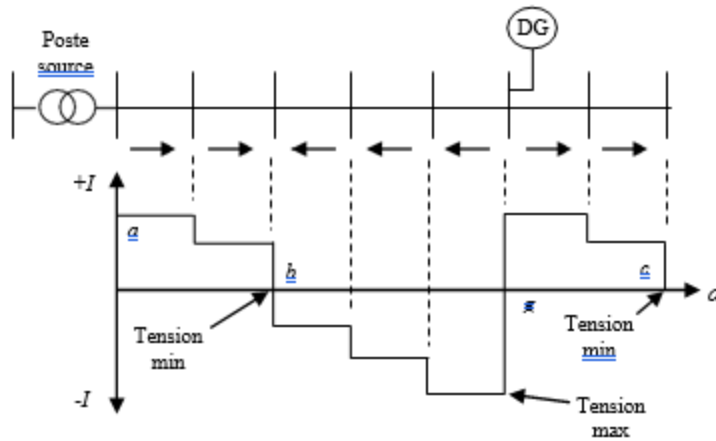 Poste
source
DG
+I
a
b
c
Tension
min
Tension
min
-I
Tension
max